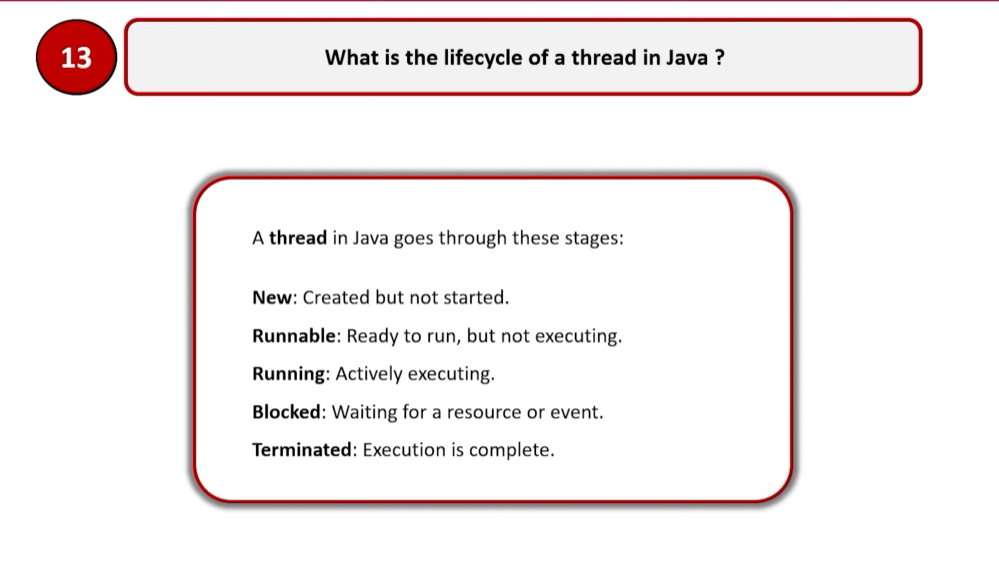 13
What is the lifecycle of a thread in Java ?
A thread in Java goes through these stages:
New: Created but not started.
Runnable: Ready to run, but not executing.
Running: Actively executing.
Blocked: Waiting for a resource or event.
Terminated: Execution is complete.